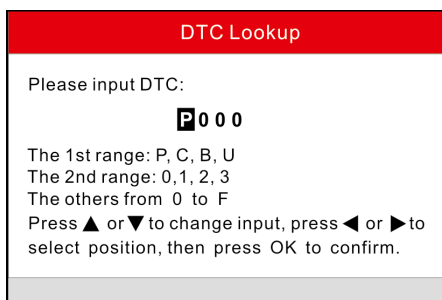 DTC Lookup
Please input DTC:
P000
The 1st range: P, C, B, U
The 2nd range: 0,1, 2, 3
The others from 0 to F
Press ▲ or ▼ to change input, press ◀ or ▶ to
select position, then press OK to confirm.